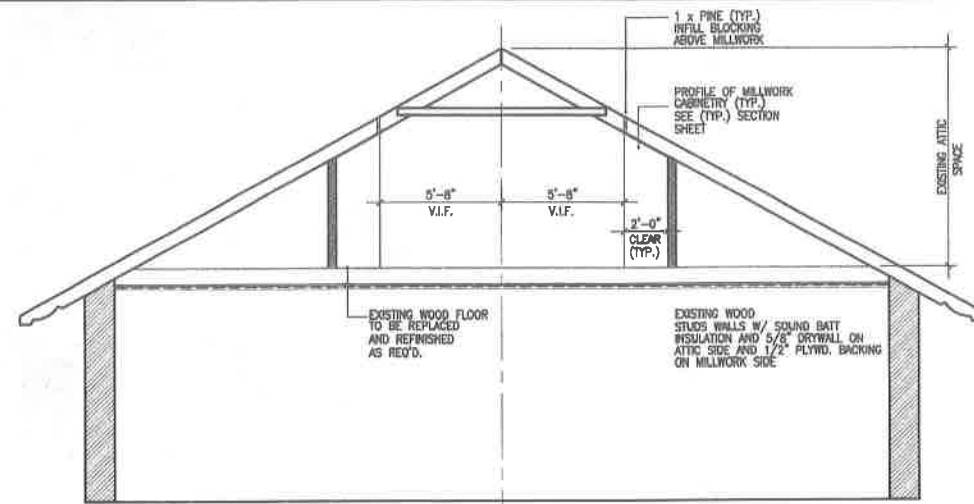 1 x PINE (TYP.)
INFILL BLOCKING
ABOVE MILLWORK
PROFILE OF MILLWORK
CABINETRY (TYP.)
SEE (TYP.) SECTION
SHEET
EXISTING ATTIC
SPACE
5'-8"
V.I.F.
5'-8"
V.I.F.
2'-0"
CLEAR
(TYP.)
EXISTING WOOD FLOOR
TO BE REPLACED
AND REFINISHED
AS REQ'D.
EXISTING WOOD
STUDS WALLS W/ SOUND BATT
INSULATION AND 5/8" DRYWALL ON
ATTIC SIDE AND 1/2" PLYWD. BACKING
ON MILLWORK SIDE